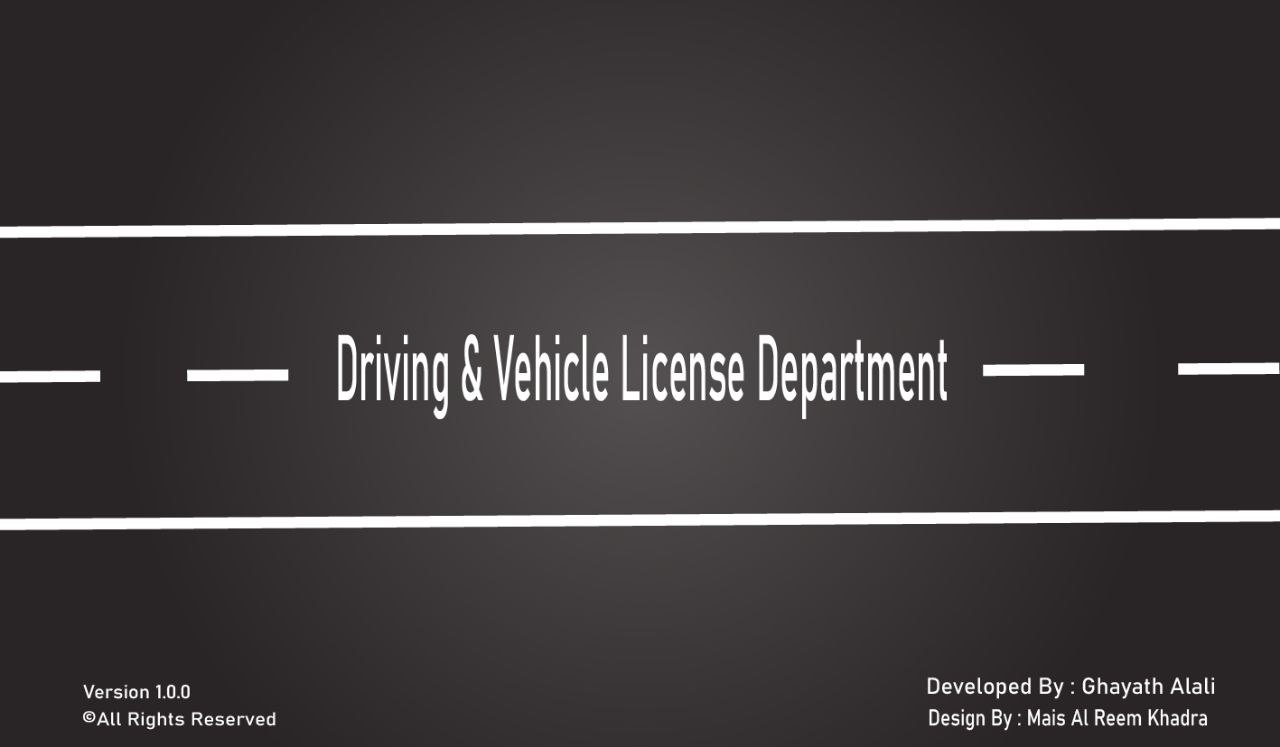 Driving & Vehicle License Department
Version 1.0.0
©All Rights Reserved
Developed By : Ghayath Alali
Design By : Mais Al Reem Khadra